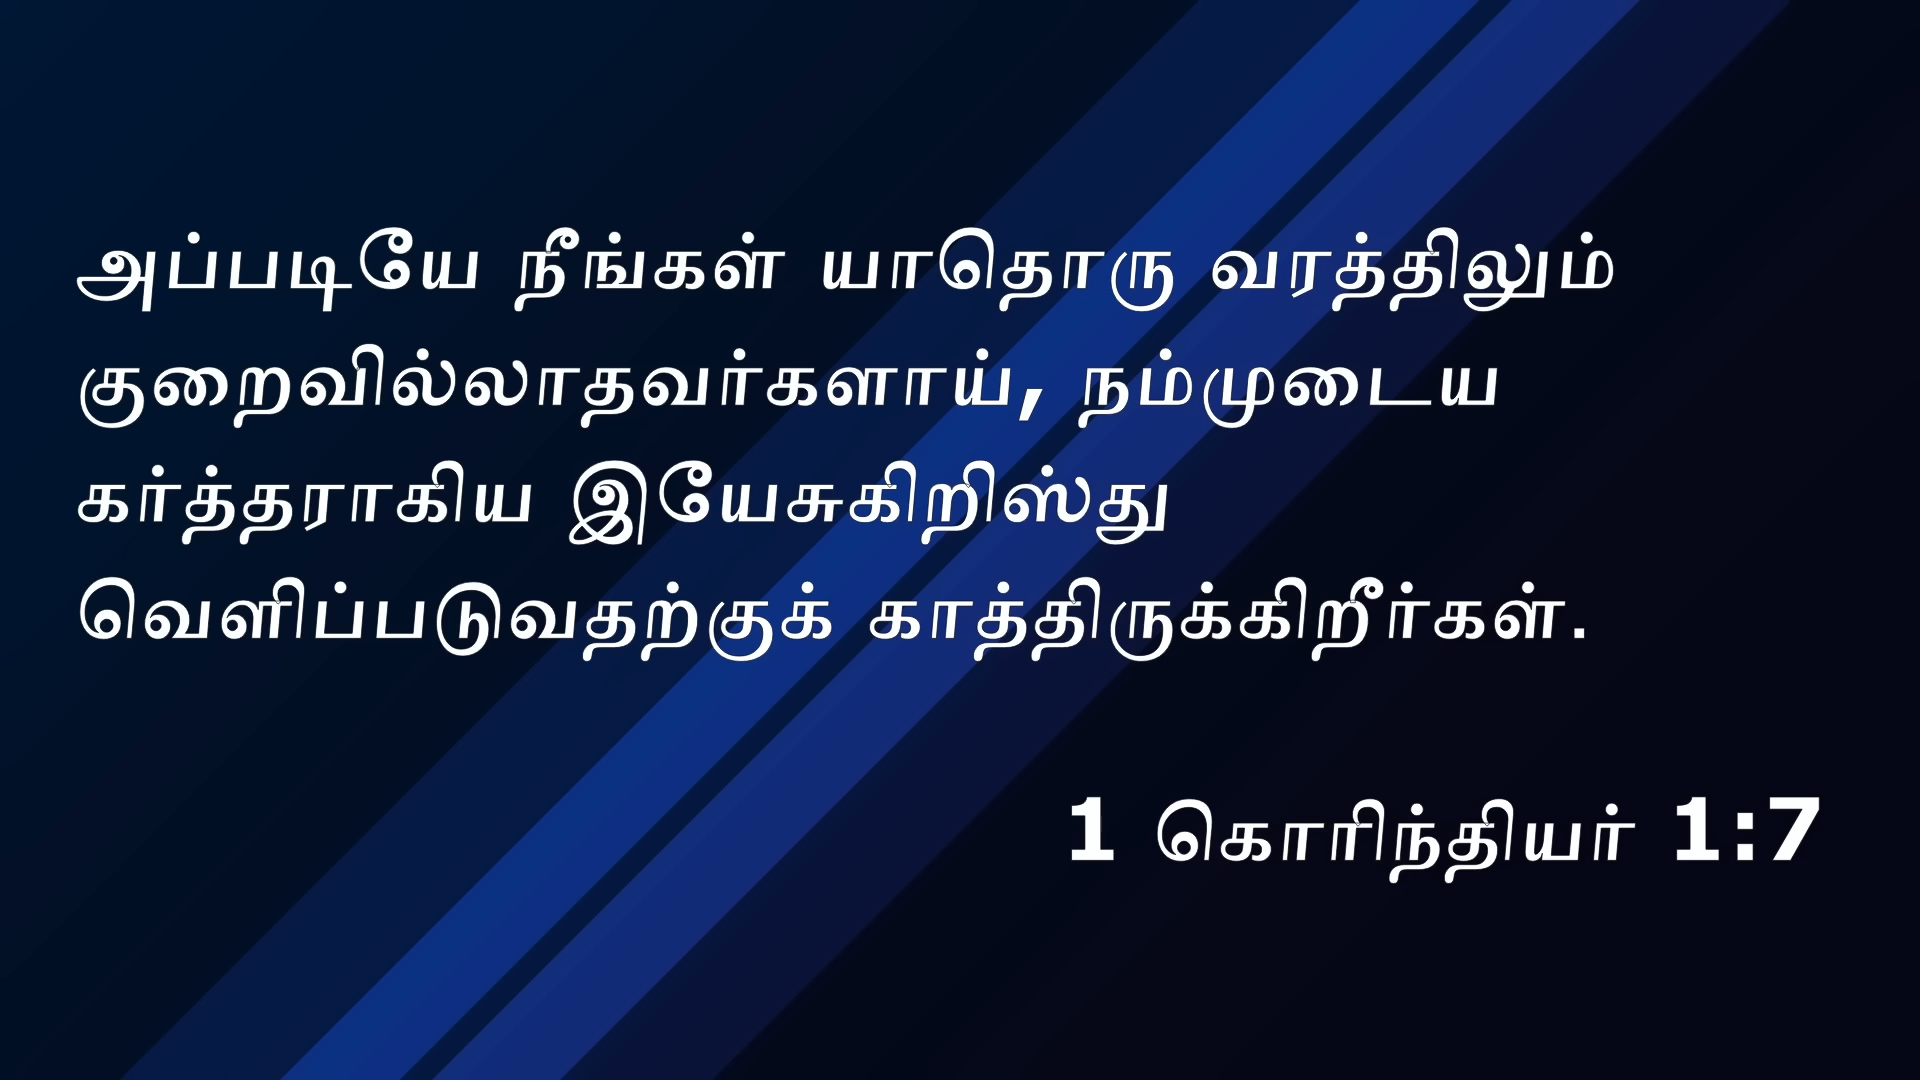 அப்படியே நீங்கள் யாதொரு வரத்திலும்
குறைவில்லாதவர்களாய், நம்முடைய
கர்த்தராகிய இயேசுகிறிஸ்து
வெளிப்படுவதற்குக் காத்திருக்கிறீர்கள்.
1 கொரிந்தியர் 1:7